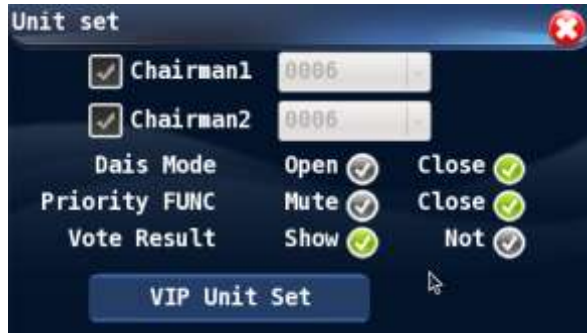 Unit set
Chairman1 0006
Chairman2 0006
Dais Mode Open Close
Priority FUNC Mute Close
Vote Result Show Not
VIP Unit Set